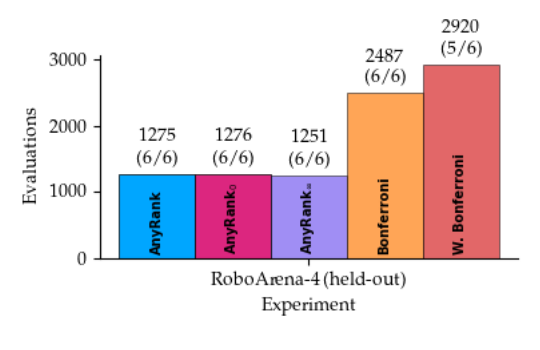 2920
(5/6)
2487
(6/6)
1275
(6/6)
1276
(6/6)
1251
(6/6)
3000
2000
1000
0
Evaluations
AnyRank
AnyRank₀
Bonferroni
W. Bonferroni
RoboArena-4 (held-out)
Experiment